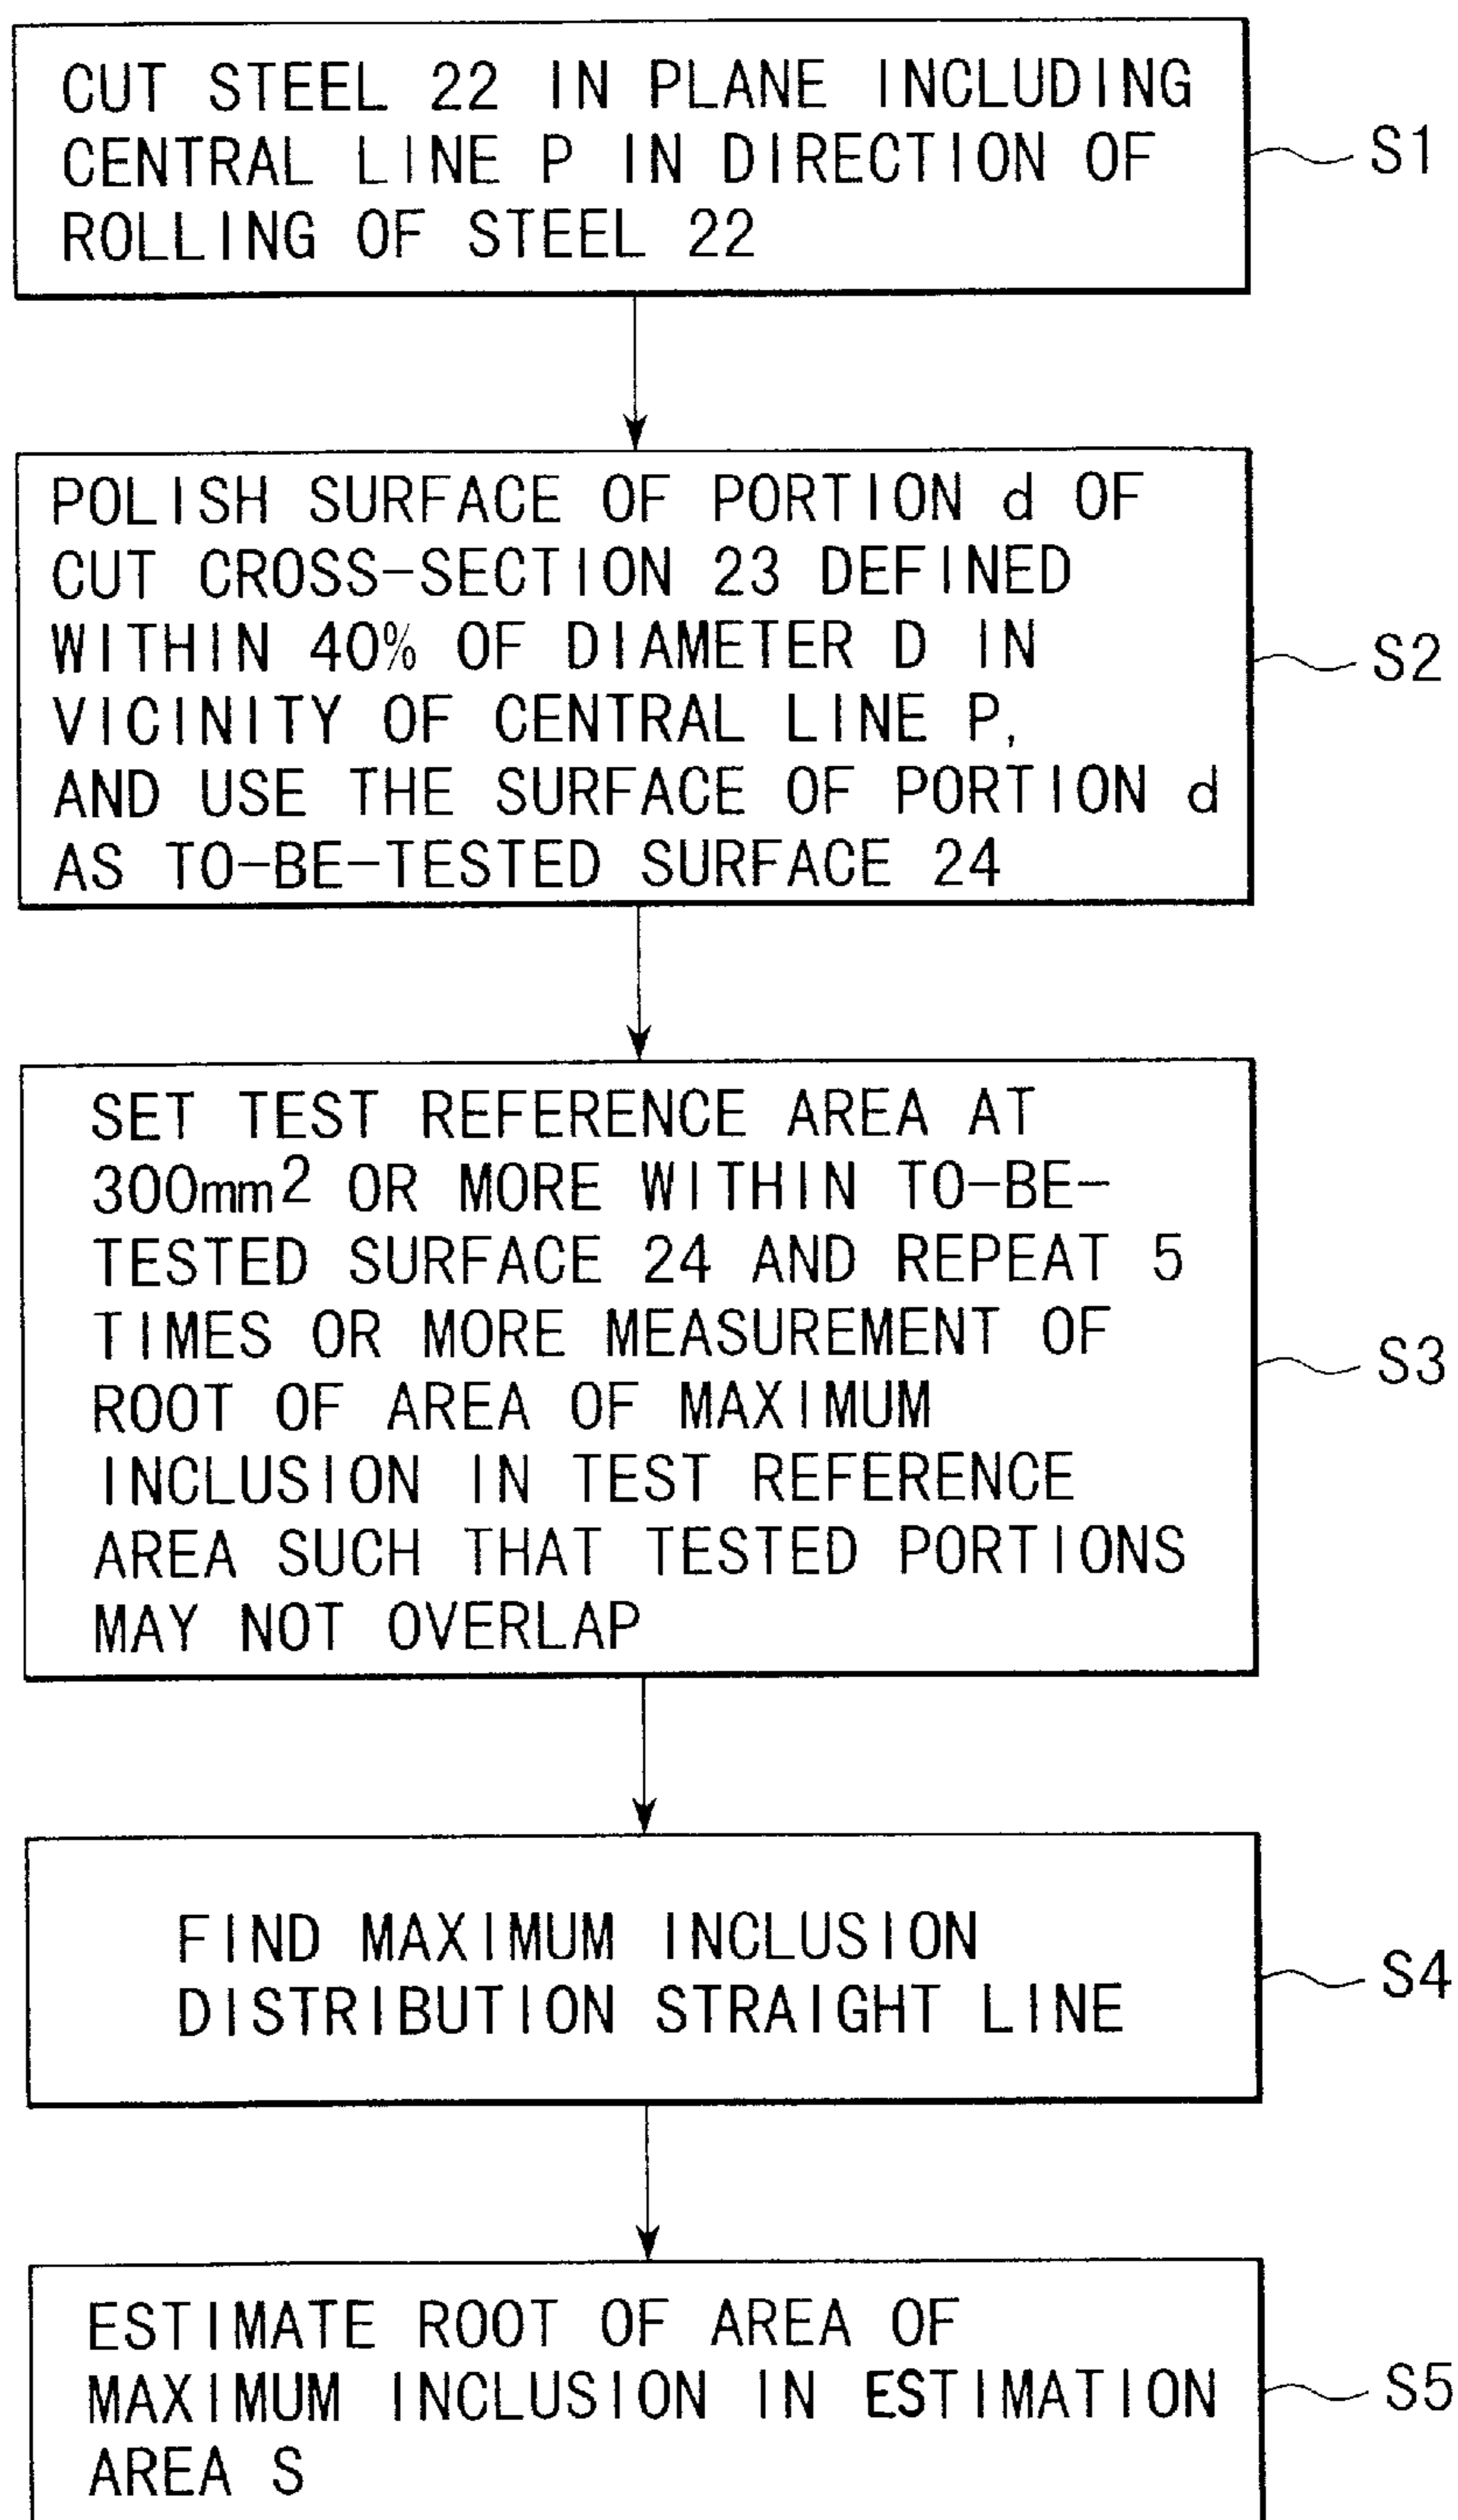 CUT STEEL 22 IN PLANE INCLUDING
CENTRAL LINE P IN DIRECTION OF
ROLLING OF STEEL 22
S1
POLISH SURFACE OF PORTION d OF
CUT CROSS-SECTION 23 DEFINED
WITHIN 40% OF DIAMETER D IN
VICINITY OF CENTRAL LINE P,
AND USE THE SURFACE OF PORTION d
AS TO-BE-TESTED SURFACE 24
S2
SET TEST REFERENCE AREA AT
300mm2 OR MORE WITHIN TO-BE-
TESTED SURFACE 24 AND REPEAT 5
TIMES OR MORE MEASUREMENT OF
ROOT OF AREA OF MAXIMUM
INCLUSION IN TEST REFERENCE
AREA SUCH THAT TESTED PORTIONS
MAY NOT OVERLAP
S3
FIND MAXIMUM INCLUSION
DISTRIBUTION STRAIGHT LINE
S4
ESTIMATE ROOT OF AREA OF
MAXIMUM INCLUSION IN ESTIMATION
AREA S
S5